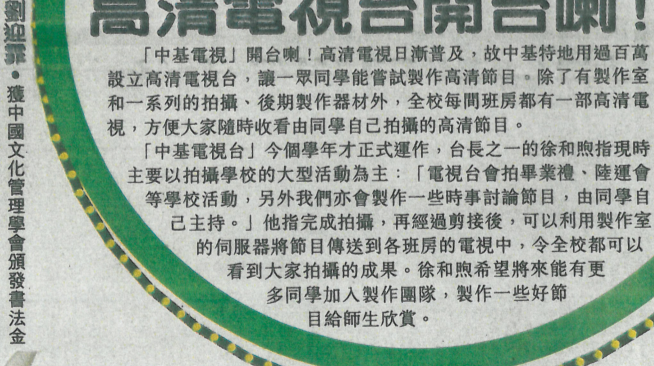 高清電視台開台喇！
「中基電視」開台喇！高清電視日漸普及，故中基特地用過百萬
設立高清電視台，讓一眾同學能嘗試製作高清節目。除了有製作室
和一系列的拍攝、後期製作器材外，全校每間班房都有一部高清電
視，方便大家隨時收看由同學自己拍攝的高清節目。
「中基電視台」今個學年才正式運作，台長之一的徐和煦指現時
主要以拍攝學校的大型活動為主：「電視台會拍畢業禮、陸運會
等學校活動，另外我們亦會製作一些時事討論節目，由同學自
己主持。」他指完成拍攝，再經過剪接後，可以利用製作室
的伺服器將節目傳送到各班房的電視中，令全校都可以
看到大家拍攝的成果。徐和煦希望將來能有更
多同學加入製作團隊，製作一些好節
目給師生欣賞。
劉迎霏•獲中國文化管理學會頒發書法金